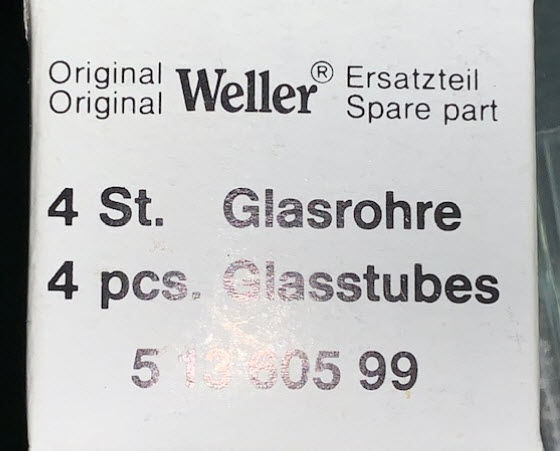 Original Weller® Ersatzteil
Original Spare part
4 St. Glasrohre
4 pcs. Glasstubes
5 13 605 99